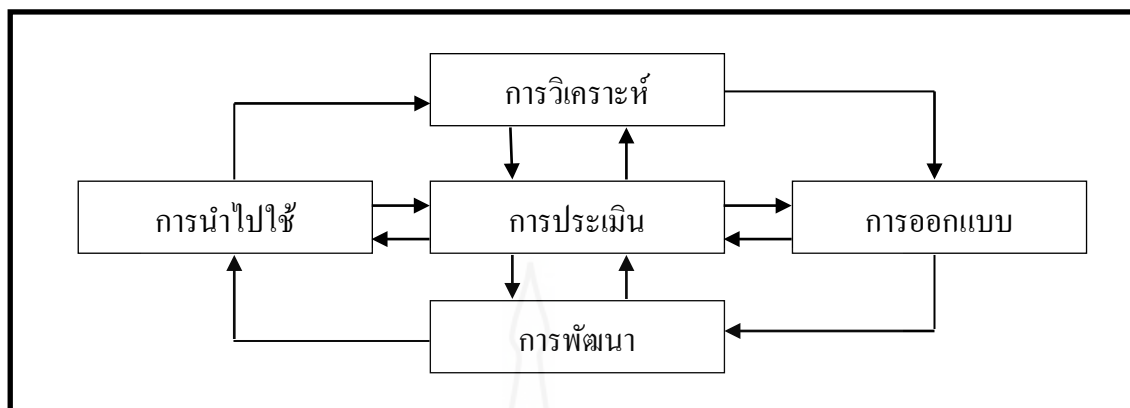 การวิเคราะห์
การนำไปใช้
การประเมิน
การออกแบบ
การพัฒนา